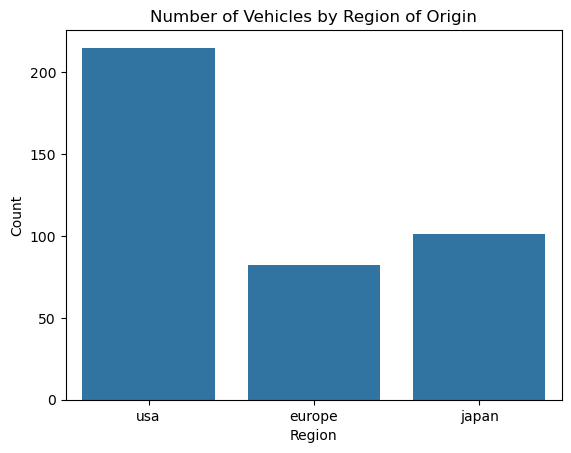 Number of Vehicles by Region of Origin
200
150
100
50
0
Count
usa europe japan
Region